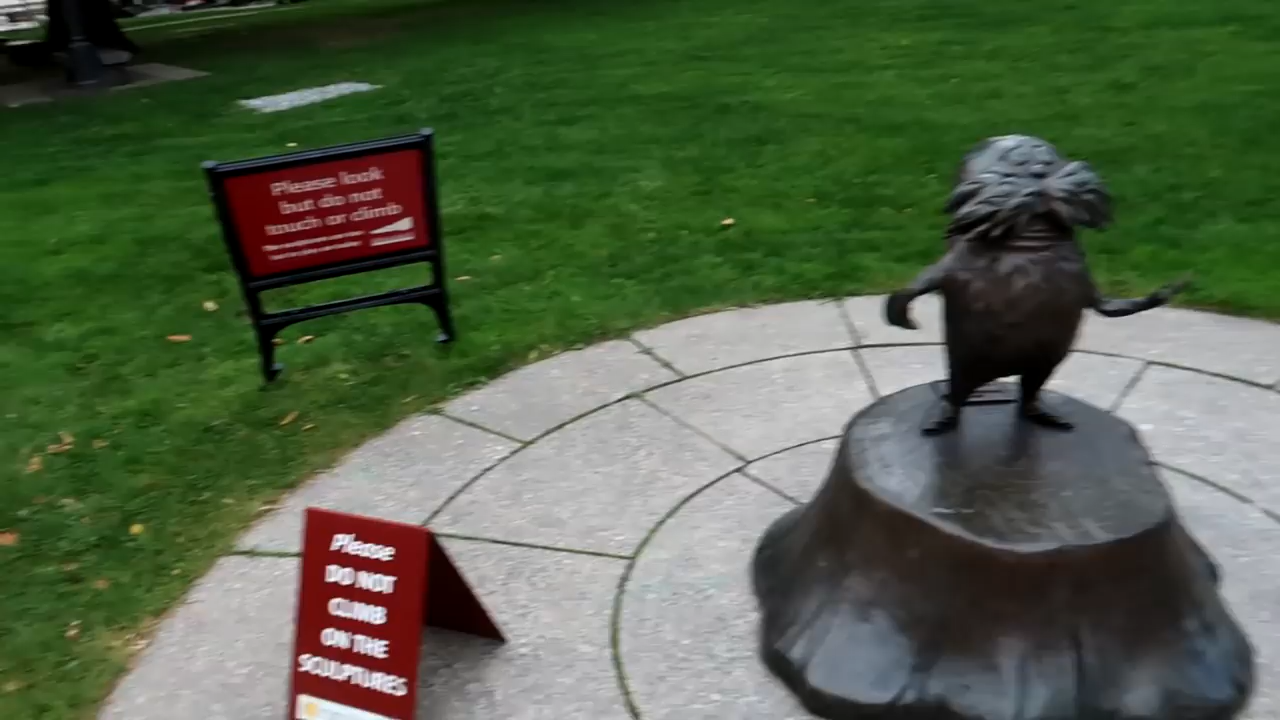 Please look
but do not
touch or climb
Please
DO NOT
CLIMB
ON THE
SCULPTURES